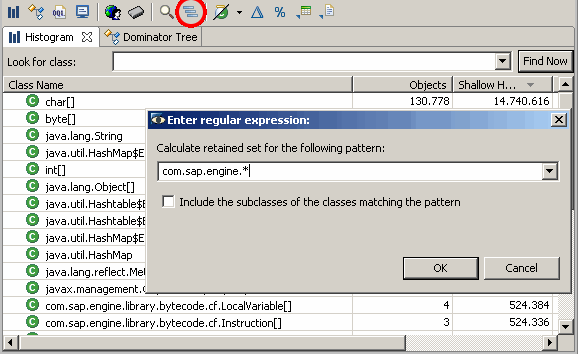 OQL
%
Histogram
Dominator Tree
Look for class:
Find Now
Class Name Objects Shallow H...
char[] 130.778 14.740.616
byte[]
java.lang.String
java.util.HashMap$E
int[]
java.lang.Object[]
java.util.Hashtable$E
java.util.Hashtable$E
java.util.HashMap$E
java.util.HashMap
java.lang.reflect.Me
javax.management.
com.sap.engine.library.bytecode.cf.LocalVariable[] 4 524.384
com.sap.engine.library.bytecode.cf.Instruction[] 3 524.336
Enter regular expression:
Calculate retained set for the following pattern:
com.sap.engine.*
Include the subclasses of the classes matching the pattern
OK
Cancel